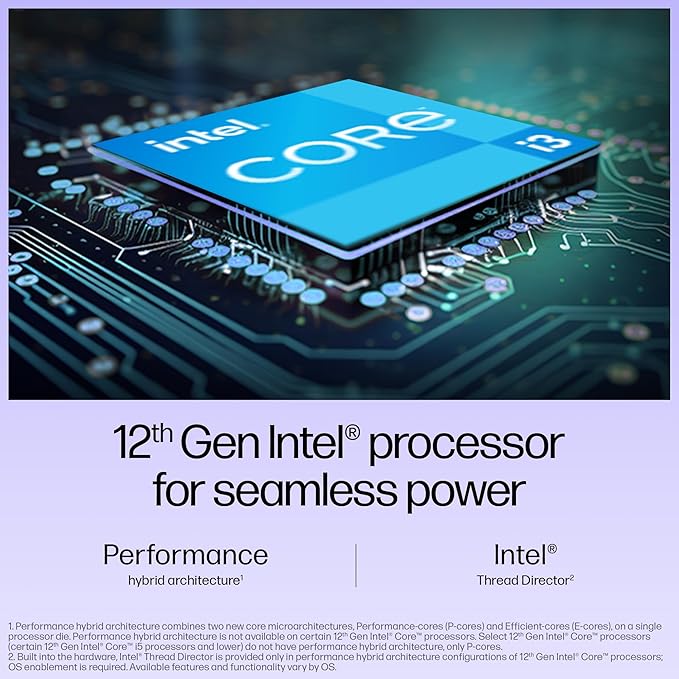 intel.
CORE™
i3
12th Gen Intel® processor
for seamless power
Performance
hybrid architecture¹
Intel®
Thread Director²
1. Performance hybrid architecture combines two new core microarchitectures, Performance-cores (P-cores) and Efficient-cores (E-cores), on a single
processor die. Performance hybrid architecture is not available on certain 12th Gen Intel® Core™ processors. Select 12th Gen Intel® Core™ processors
(certain 12th Gen Intel® Core™ i5 processors and lower) do not have performance hybrid architecture, only P-cores.
2. Built into the hardware, Intel® Thread Director is provided only in performance hybrid architecture configurations of 12th Gen Intel® Core™ processors;
OS enablement is required. Available features and functionality vary by OS.